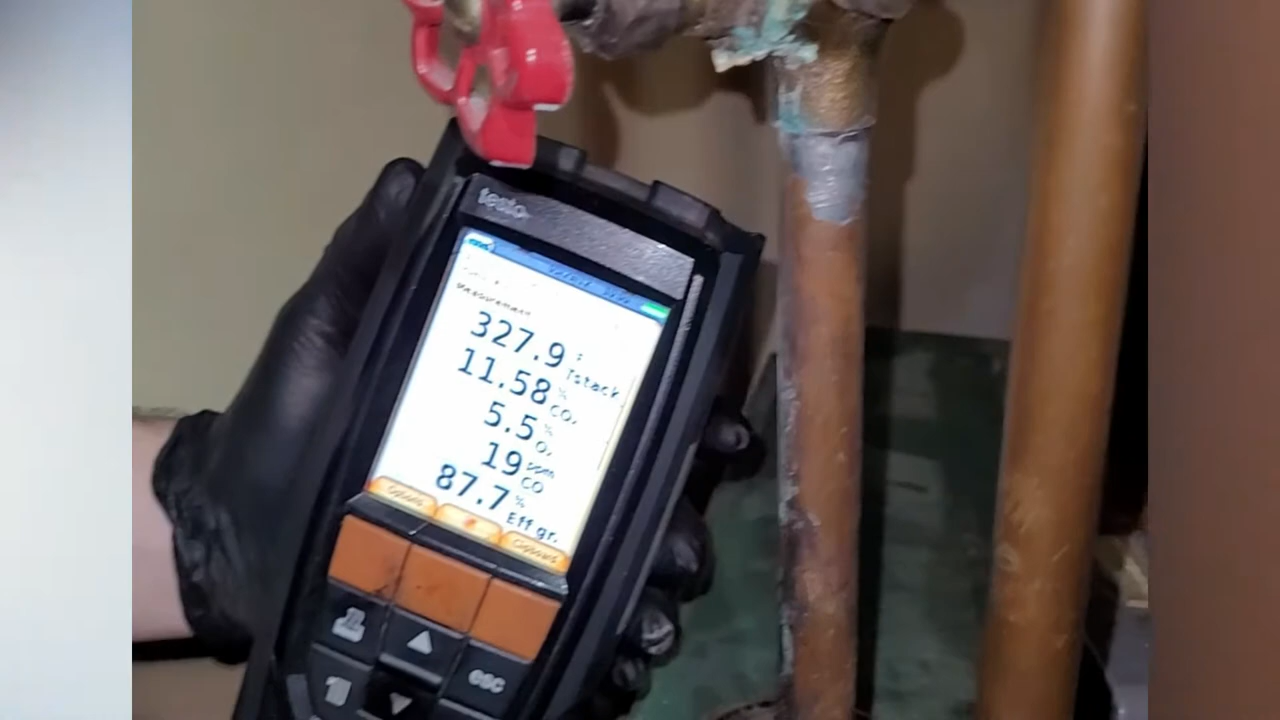 testo
Measurement
327.9 °F Tstack
11.58 % CO₂
5.5 % O₂
19 ppm CO
87.7 % Eff gr.
Options
Clipboard
esc